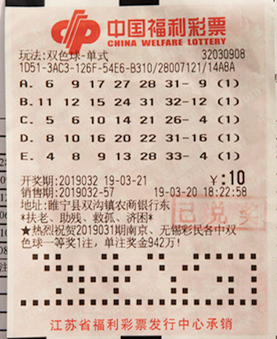 中国福利彩票
CHINA WELFARE LOTTERY
玩法:双色球-单式 32030908
1D51-3AC3-126F-54E6-B310/28007121/14A8A
A. 6 9 17 27 28 31-9 (1)
B. 11 12 15 24 31 32-12 (1)
C. 5 6 13 15 26 31-4 (1)
D. 8 10 16 20 22 31-16 (1)
E. 4 8 9 13 28 33-4 (1)
开奖期:2019032 19-03-21 ¥:10
销售期:2019032-57 19-03-20 18:22:58
地址:睢宁县双沟镇农商银行东
*扶老、助残、救孤、济困*
已兑奖
★热烈祝贺2019031期南京、无锡彩民各中双
色球一等奖1注,单注奖金942万!
江苏省福利彩票发行中心承销